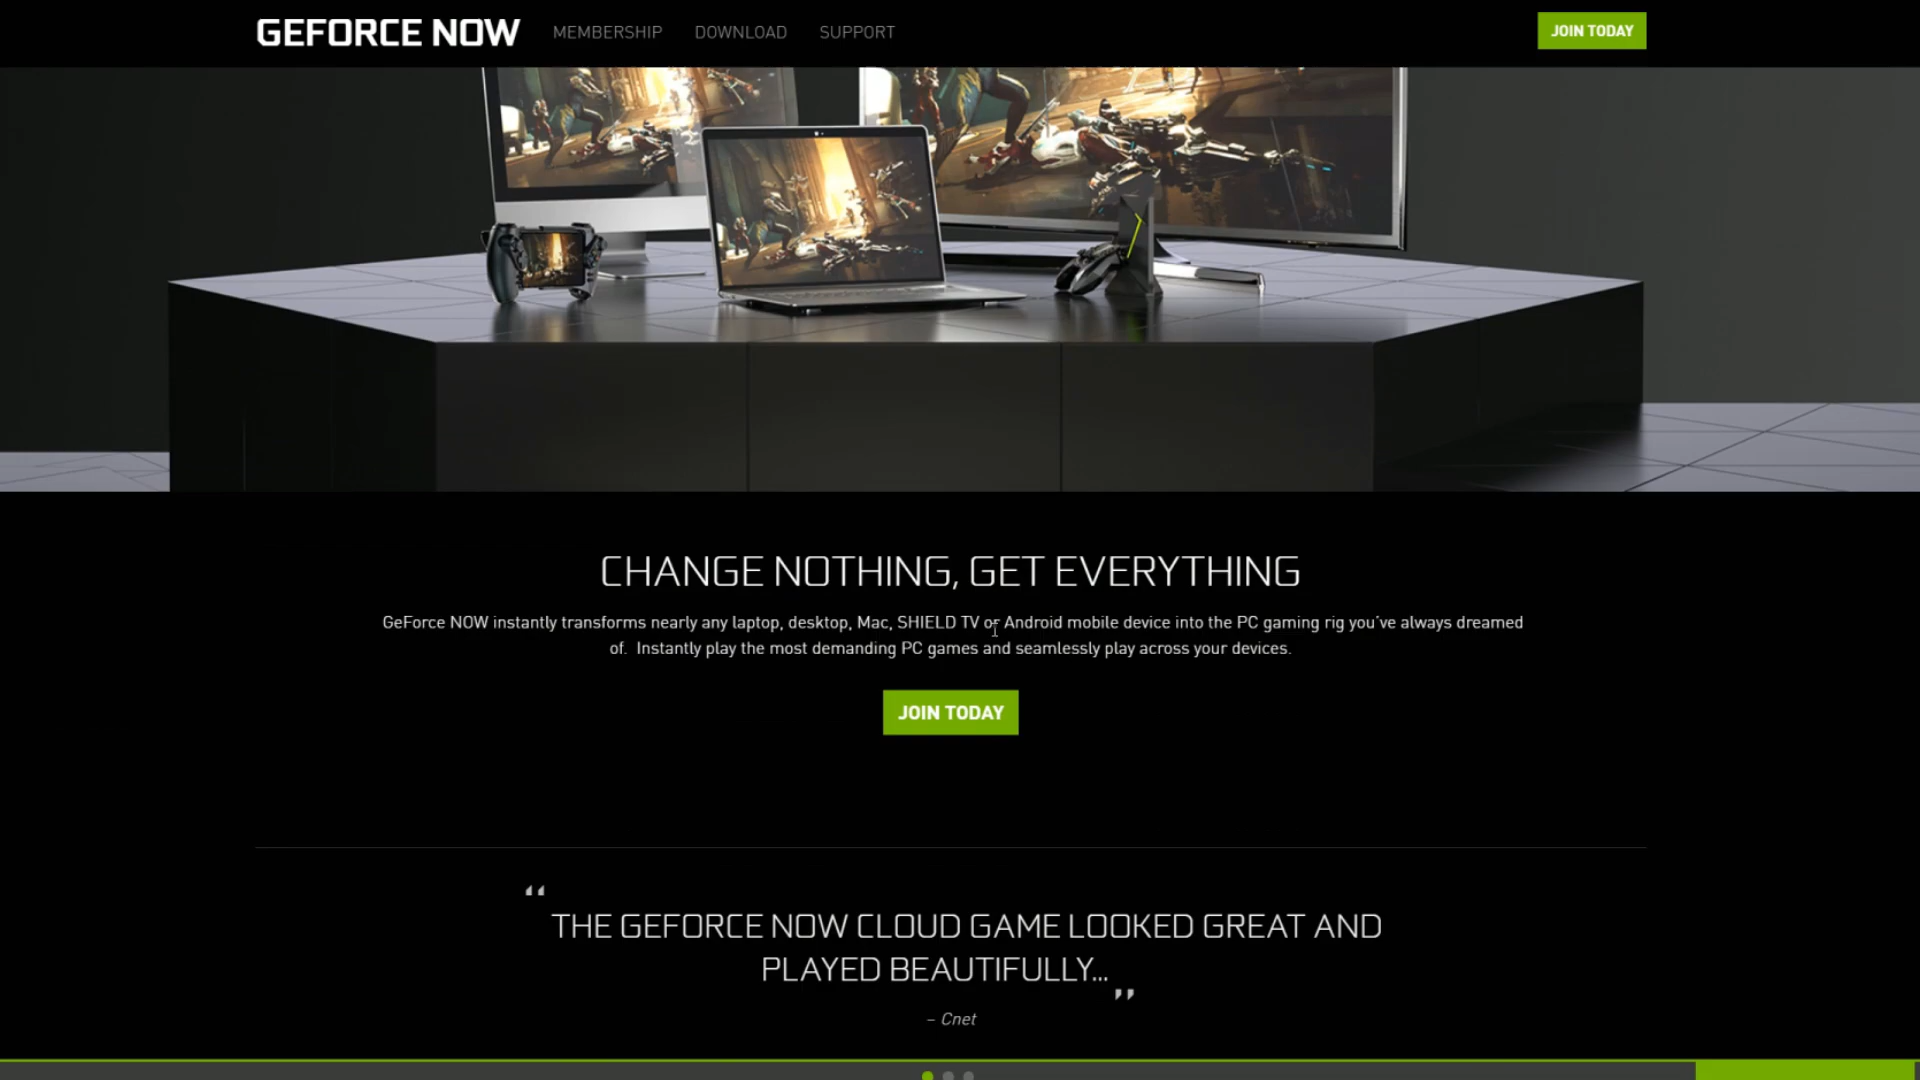 GEFORCE NOW MEMBERSHIP DOWNLOAD SUPPORT JOIN TODAY
CHANGE NOTHING, GET EVERYTHING
GeForce NOW instantly transforms nearly any laptop, desktop, Mac, SHIELD TV or Android mobile device into the PC gaming rig you've always dreamed
of. Instantly play the most demanding PC games and seamlessly play across your devices.
JOIN TODAY
“ THE GEFORCE NOW CLOUD GAME LOOKED GREAT AND
PLAYED BEAUTIFULLY... ”
– Cnet